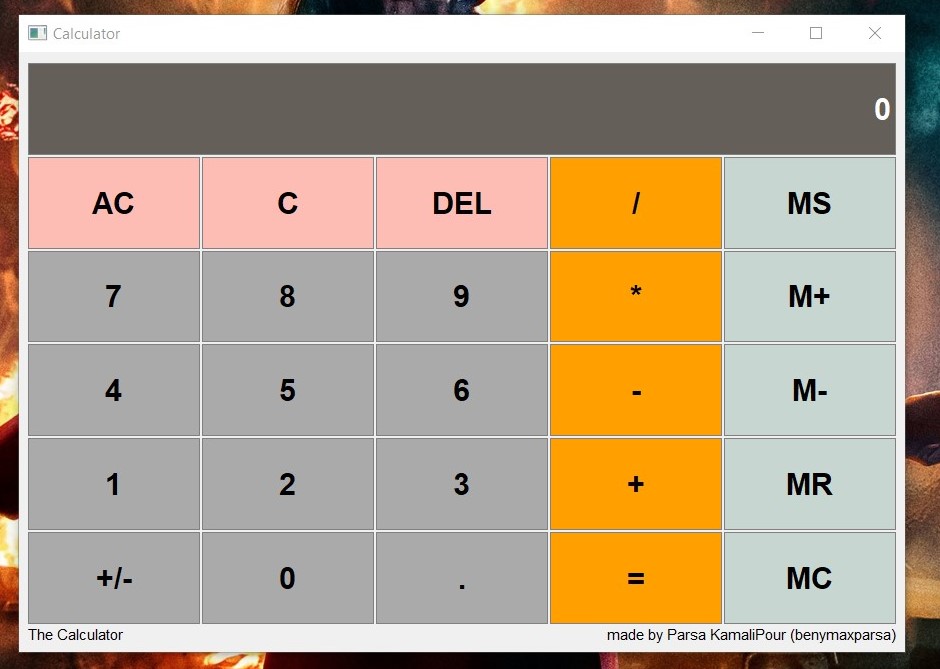 Calculator
0
AC C DEL / MS
7 8 9 * M+
4 5 6 - M-
1 2 3 + MR
+/- 0 . = MC
The Calculator made by Parsa KamaliPour (benymaxparsa)